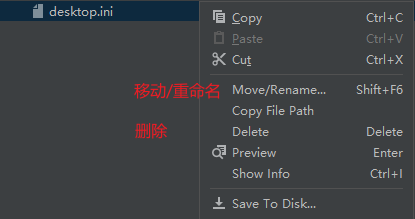 desktop.ini
Copy Ctrl+C
Paste Ctrl+V
Cut Ctrl+X
移动/重命名 Move/Rename... Shift+F6
Copy File Path
删除 Delete Delete
Preview Enter
Show Info Ctrl+I
Save To Disk...